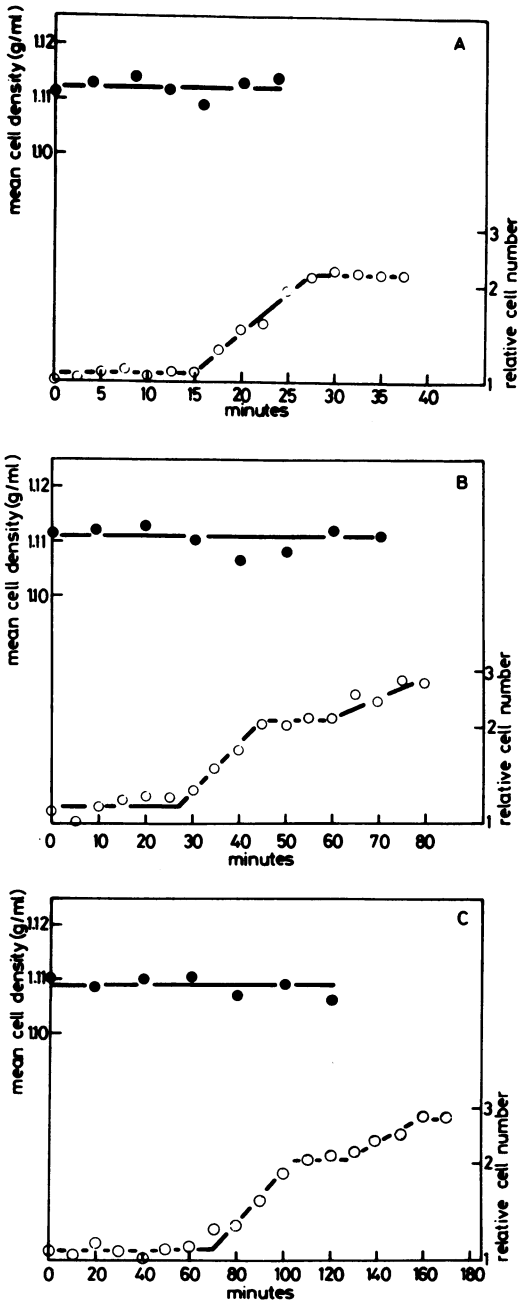 A
mean cell density (g/ml)
1.12
1.11
1.10
relative cell number
3
2
1
0 5 10 15 20 25 30 35 40
minutes
B
mean cell density (g/ml)
1.12
1.11
1.10
relative cell number
3
2
1
0 10 20 30 40 50 60 70 80
minutes
C
mean cell density (g/ml)
1.12
1.11
1.10
relative cell number
3
2
1
0 20 40 60 80 100 120 140 160 180
minutes